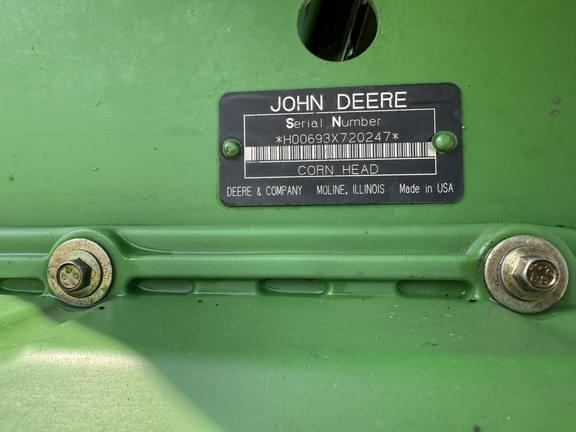 JOHN DEERE
Serial Number
*H00693X720247*
CORN HEAD
DEERE & COMPANY MOLINE, ILLINOIS Made in USA